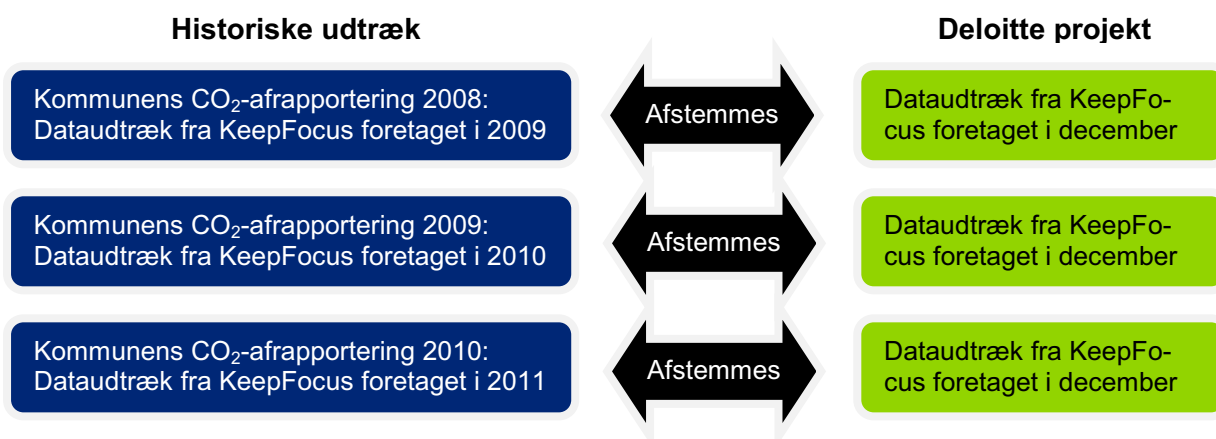 Historiske udtræk
Deloitte projekt
Kommunens CO₂-afrapportering 2008:
Dataudtræk fra KeepFocus foretaget i 2009
Afstemmes
Dataudtræk fra KeepFo-
cus foretaget i december
Kommunens CO₂-afrapportering 2009:
Dataudtræk fra KeepFocus foretaget i 2010
Afstemmes
Dataudtræk fra KeepFo-
cus foretaget i december
Kommunens CO₂-afrapportering 2010:
Dataudtræk fra KeepFocus foretaget i 2011
Afstemmes
Dataudtræk fra KeepFo-
cus foretaget i december